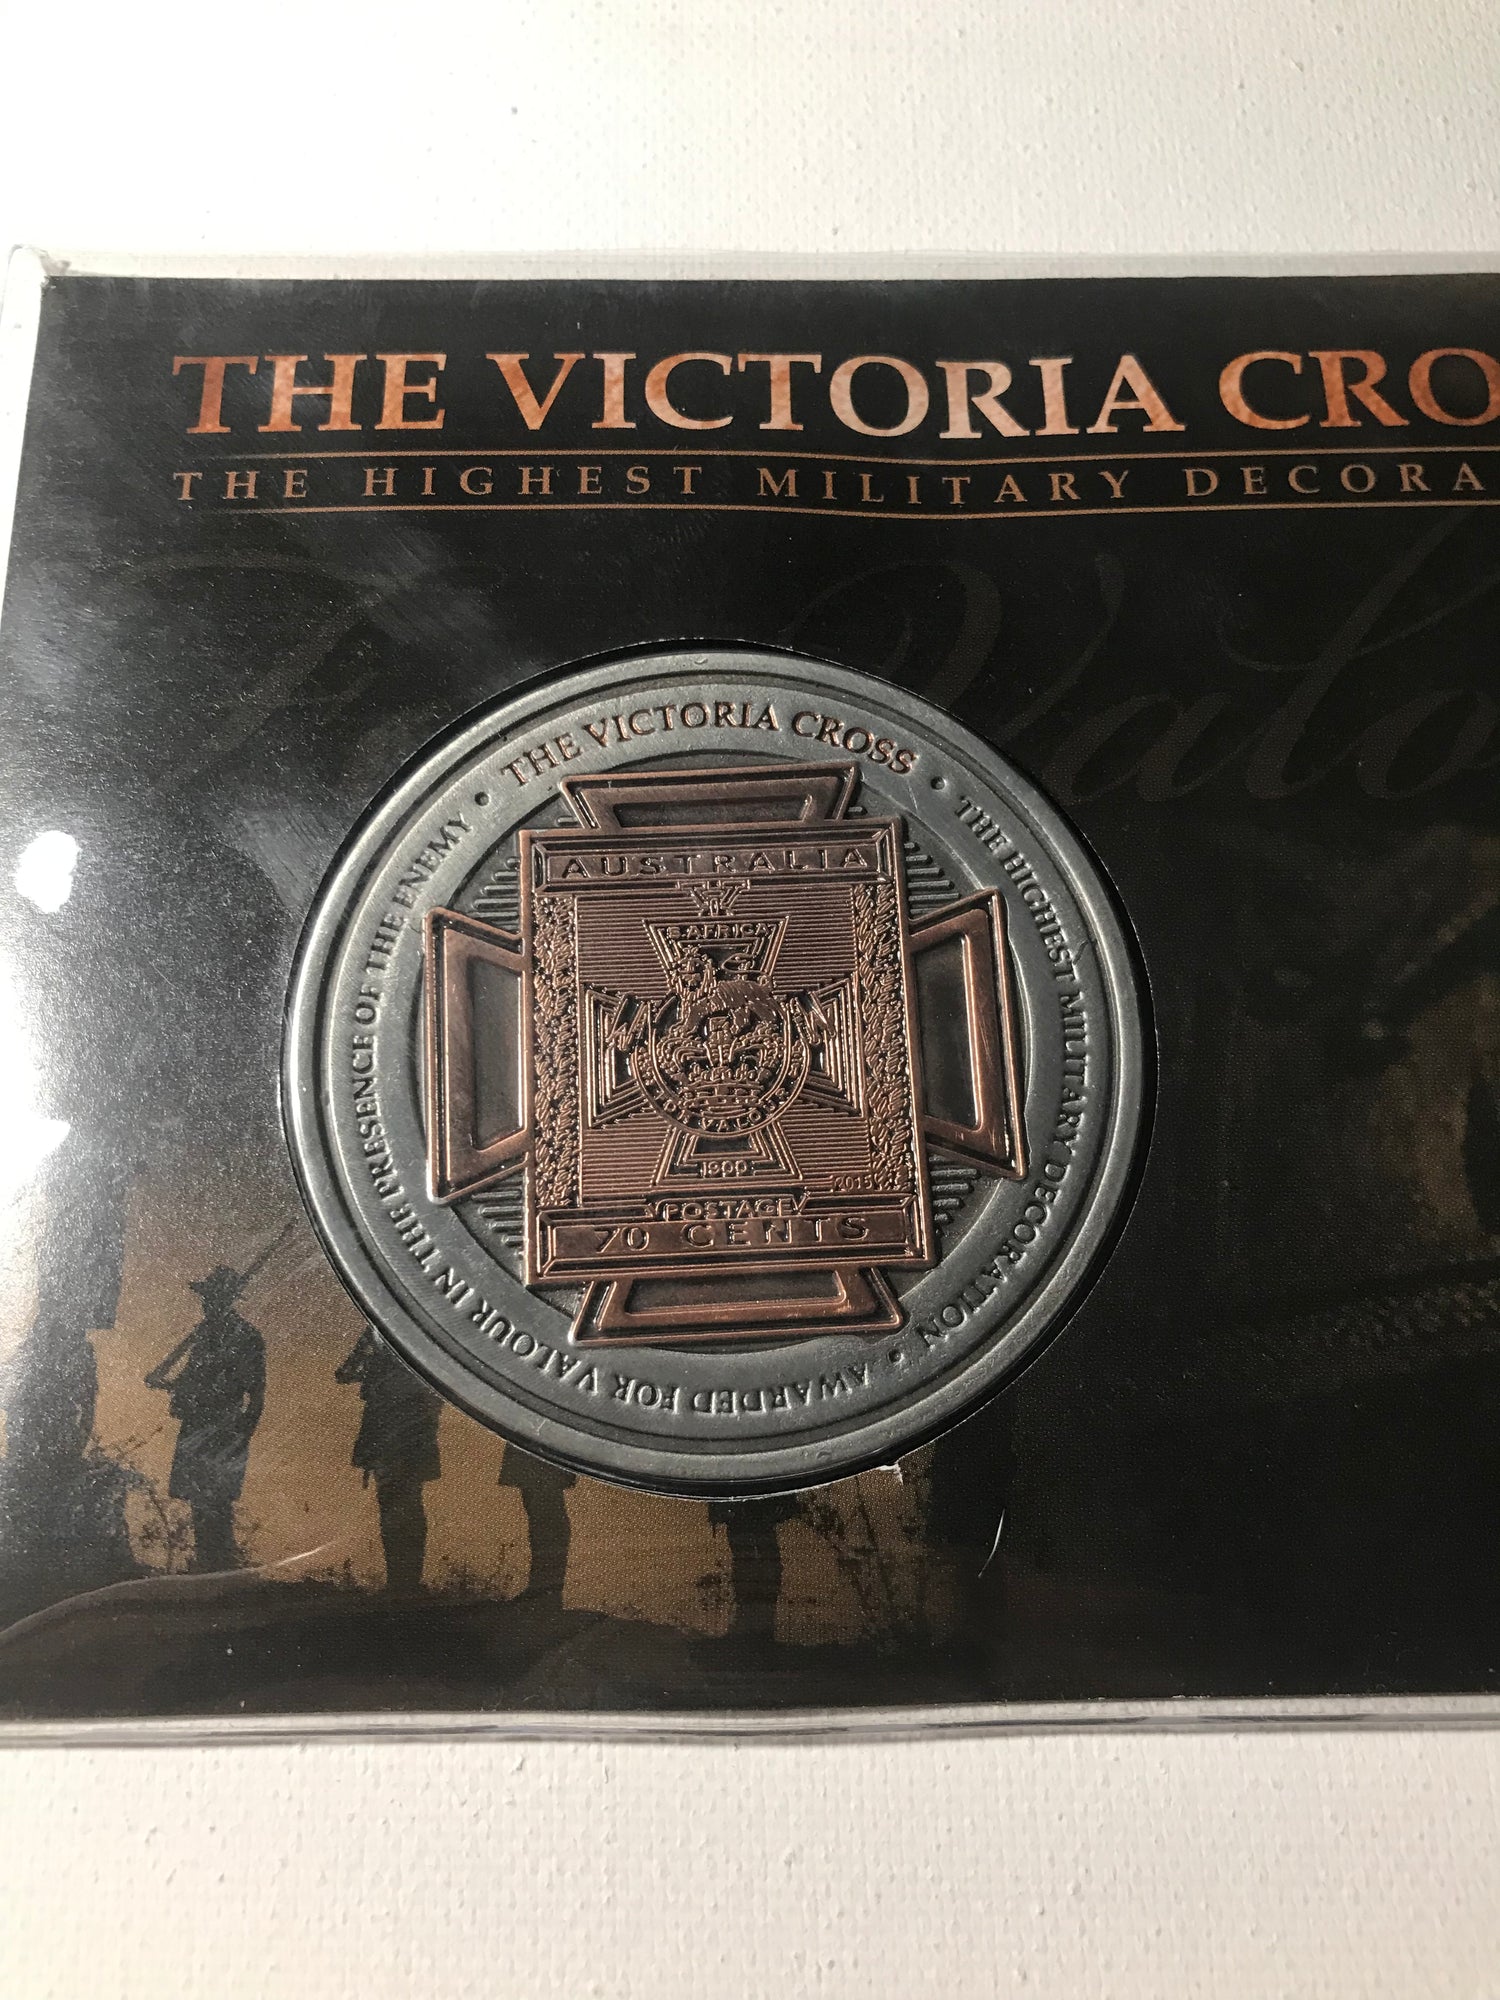 THE VICTORIA CRO
THE HIGHEST MILITARY DECORA
THE VICTORIA CROSS • THE HIGHEST MILITARY DECORATION • AWARDED FOR VALOUR IN THE PRESENCE OF THE ENEMY •
AUSTRALIA
S. AFRICA
FOR VALOUR
1900
2015
POSTAGE
70 CENTS